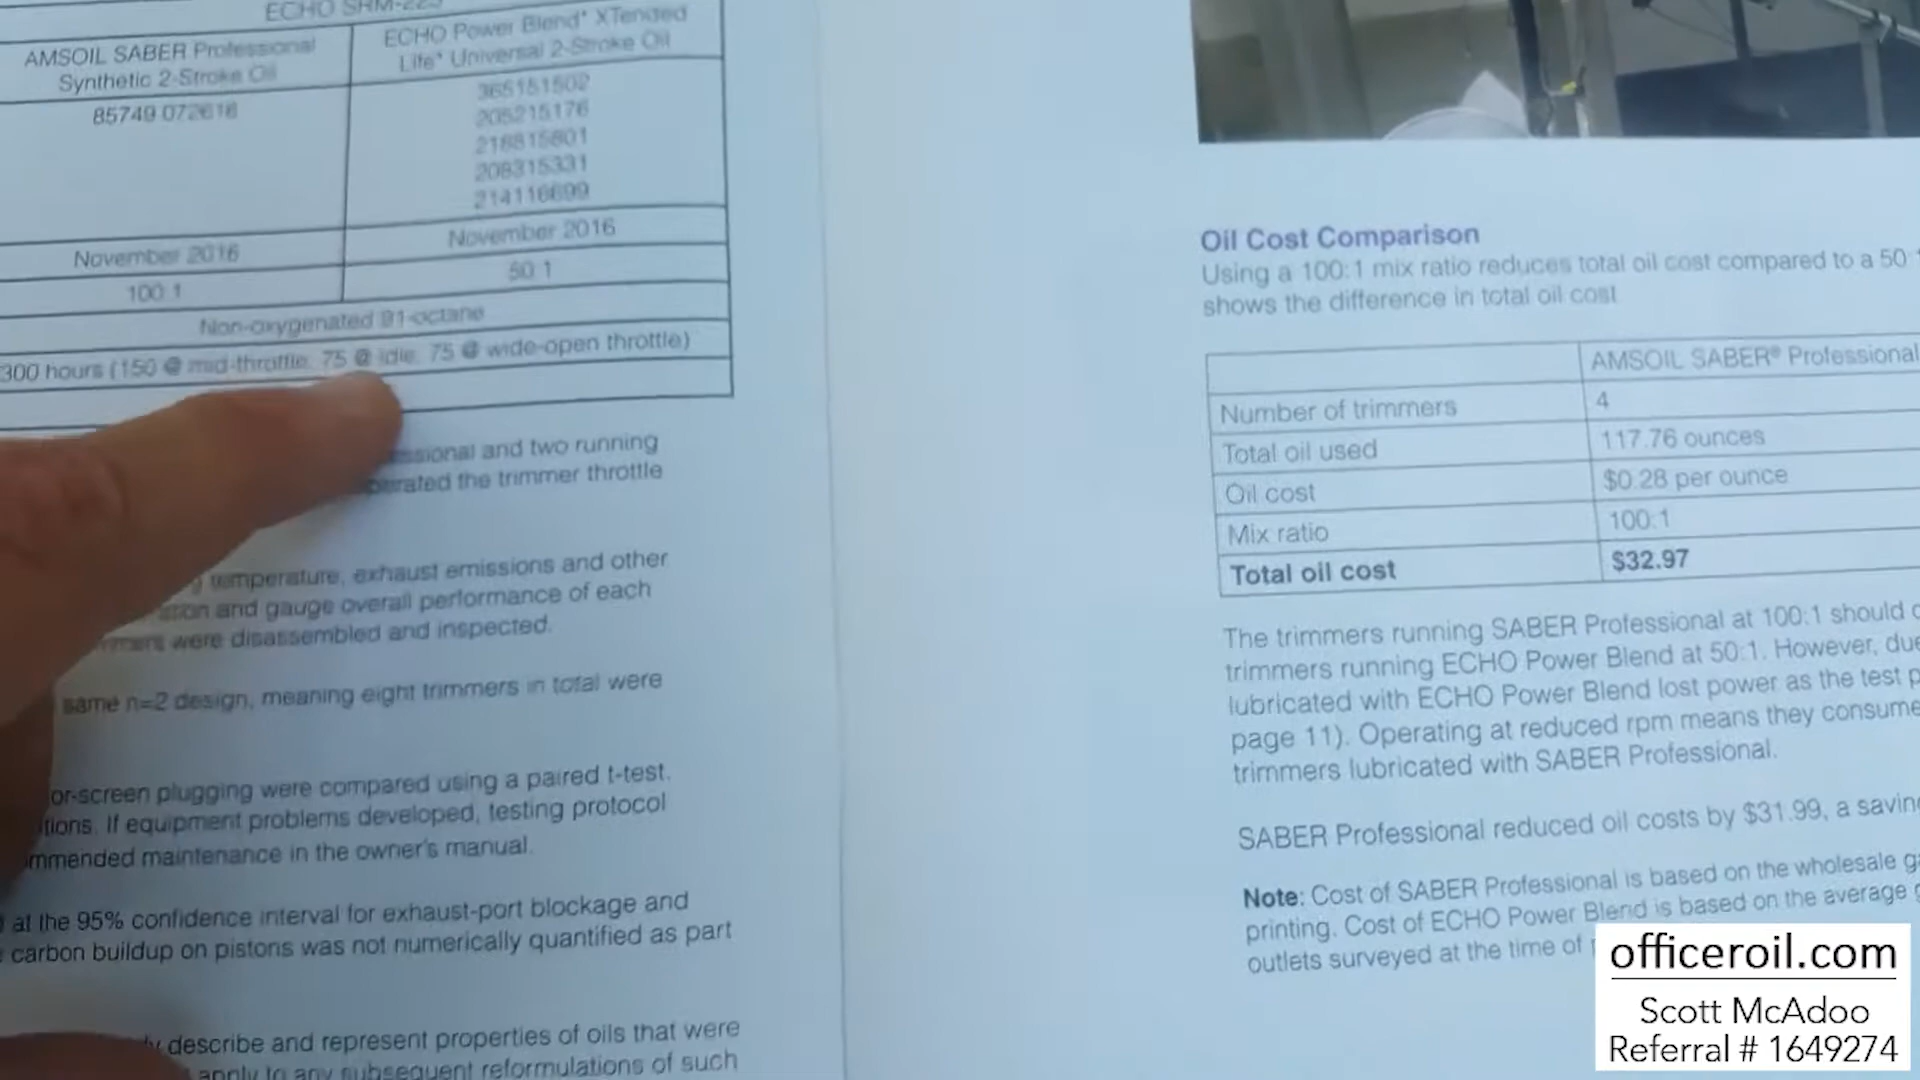 ECHO SRM-225
AMSOIL SABER Professional
Synthetic 2-Stroke Oil
ECHO Power Blend* XTended
Life* Universal 2-Stroke Oil
85749 072616
365151502
205215176
218815801
208315331
214116699
November 2016
November 2016
100:1
50:1
Non-oxygenated 91-octane
300 hours (150 @ mid-throttle, 75 @ idle, 75 @ wide-open throttle)
essional and two running
perated the trimmer throttle
temperature, exhaust emissions and other
and gauge overall performance of each
were disassembled and inspected.
same n=2 design, meaning eight trimmers in total were
or-screen plugging were compared using a paired t-test.
tions. If equipment problems developed, testing protocol
mmended maintenance in the owner's manual.
at the 95% confidence interval for exhaust-port blockage and
carbon buildup on pistons was not numerically quantified as part
describe and represent properties of oils that were
apply to any subsequent reformulations of such
Oil Cost Comparison
Using a 100:1 mix ratio reduces total oil cost compared to a 50:1
shows the difference in total oil cost
AMSOIL SABER® Professional
Number of trimmers 4
Total oil used 117.76 ounces
Oil cost $0.28 per ounce
Mix ratio 100:1
Total oil cost $32.97
The trimmers running SABER Professional at 100:1 should
trimmers running ECHO Power Blend at 50:1. However, due
lubricated with ECHO Power Blend lost power as the test
page 11). Operating at reduced rpm means they consume
trimmers lubricated with SABER Professional.
SABER Professional reduced oil costs by $31.99, a savin
Note: Cost of SABER Professional is based on the wholesale
printing. Cost of ECHO Power Blend is based on the average
outlets surveyed at the time of
officeroil.com
Scott McAdoo
Referral # 1649274